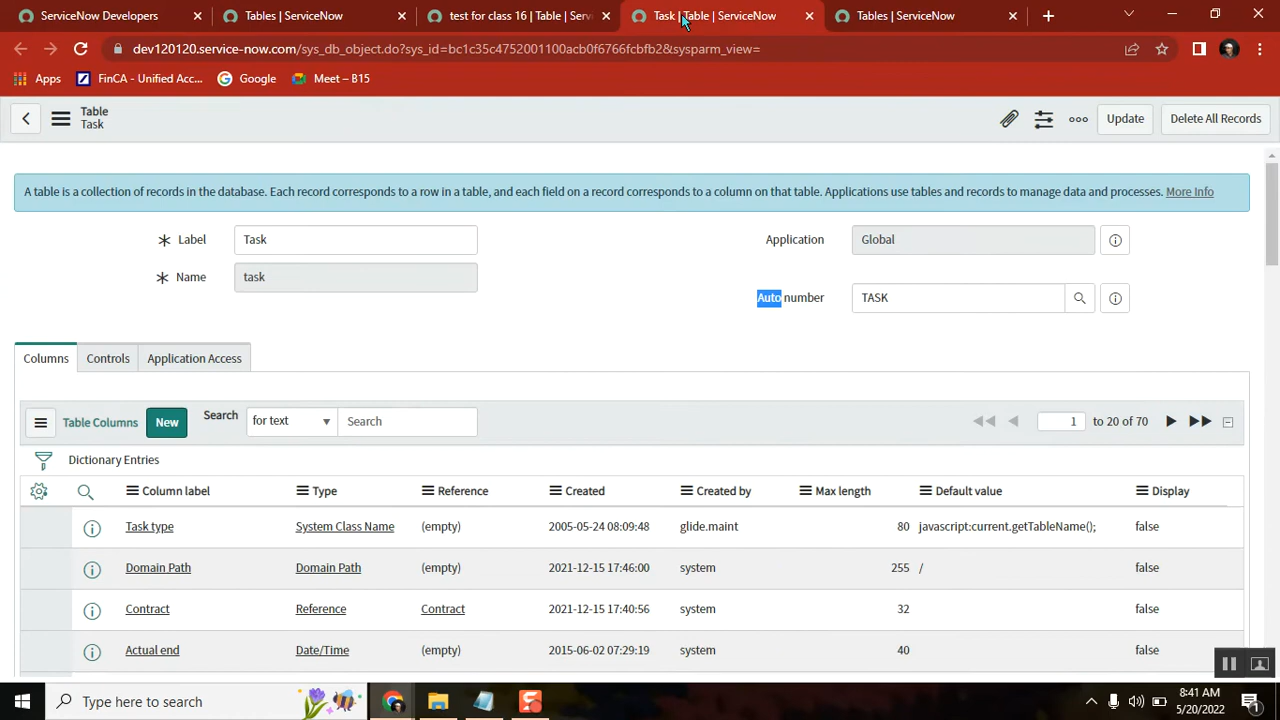 ServiceNow Developers
Tables | ServiceNow
test for class 16 | Table | Serv
Task | Table | ServiceNow
Tables | ServiceNow
dev120120.service-now.com/sys_db_object.do?sys_id=bc1c35c4752001100acb0f6766fcbfb2&sysparm_view=
Apps
FinCA - Unified Acc...
Google
Meet – B15
Table
Task
Update
Delete All Records
A table is a collection of records in the database. Each record corresponds to a row in a table, and each field on a record corresponds to a column on that table. Applications use tables and records to manage data and processes. More Info
Label
Task
Application
Global
Name
task
Auto number
TASK
Columns
Controls
Application Access
Table Columns
New
Search
for text
Search
1
to 20 of 70
Dictionary Entries
Column label
Type
Reference
Created
Created by
Max length
Default value
Display
Task type
System Class Name
(empty)
2005-05-24 08:09:48
glide.maint
80
javascript:current.getTableName();
false
Domain Path
Domain Path
(empty)
2021-12-15 17:46:00
system
255
/
false
Contract
Reference
Contract
2021-12-15 17:40:56
system
32
false
Actual end
Date/Time
(empty)
2015-06-02 07:29:19
system
40
false
Type here to search
8:41 AM
5/20/2022
1